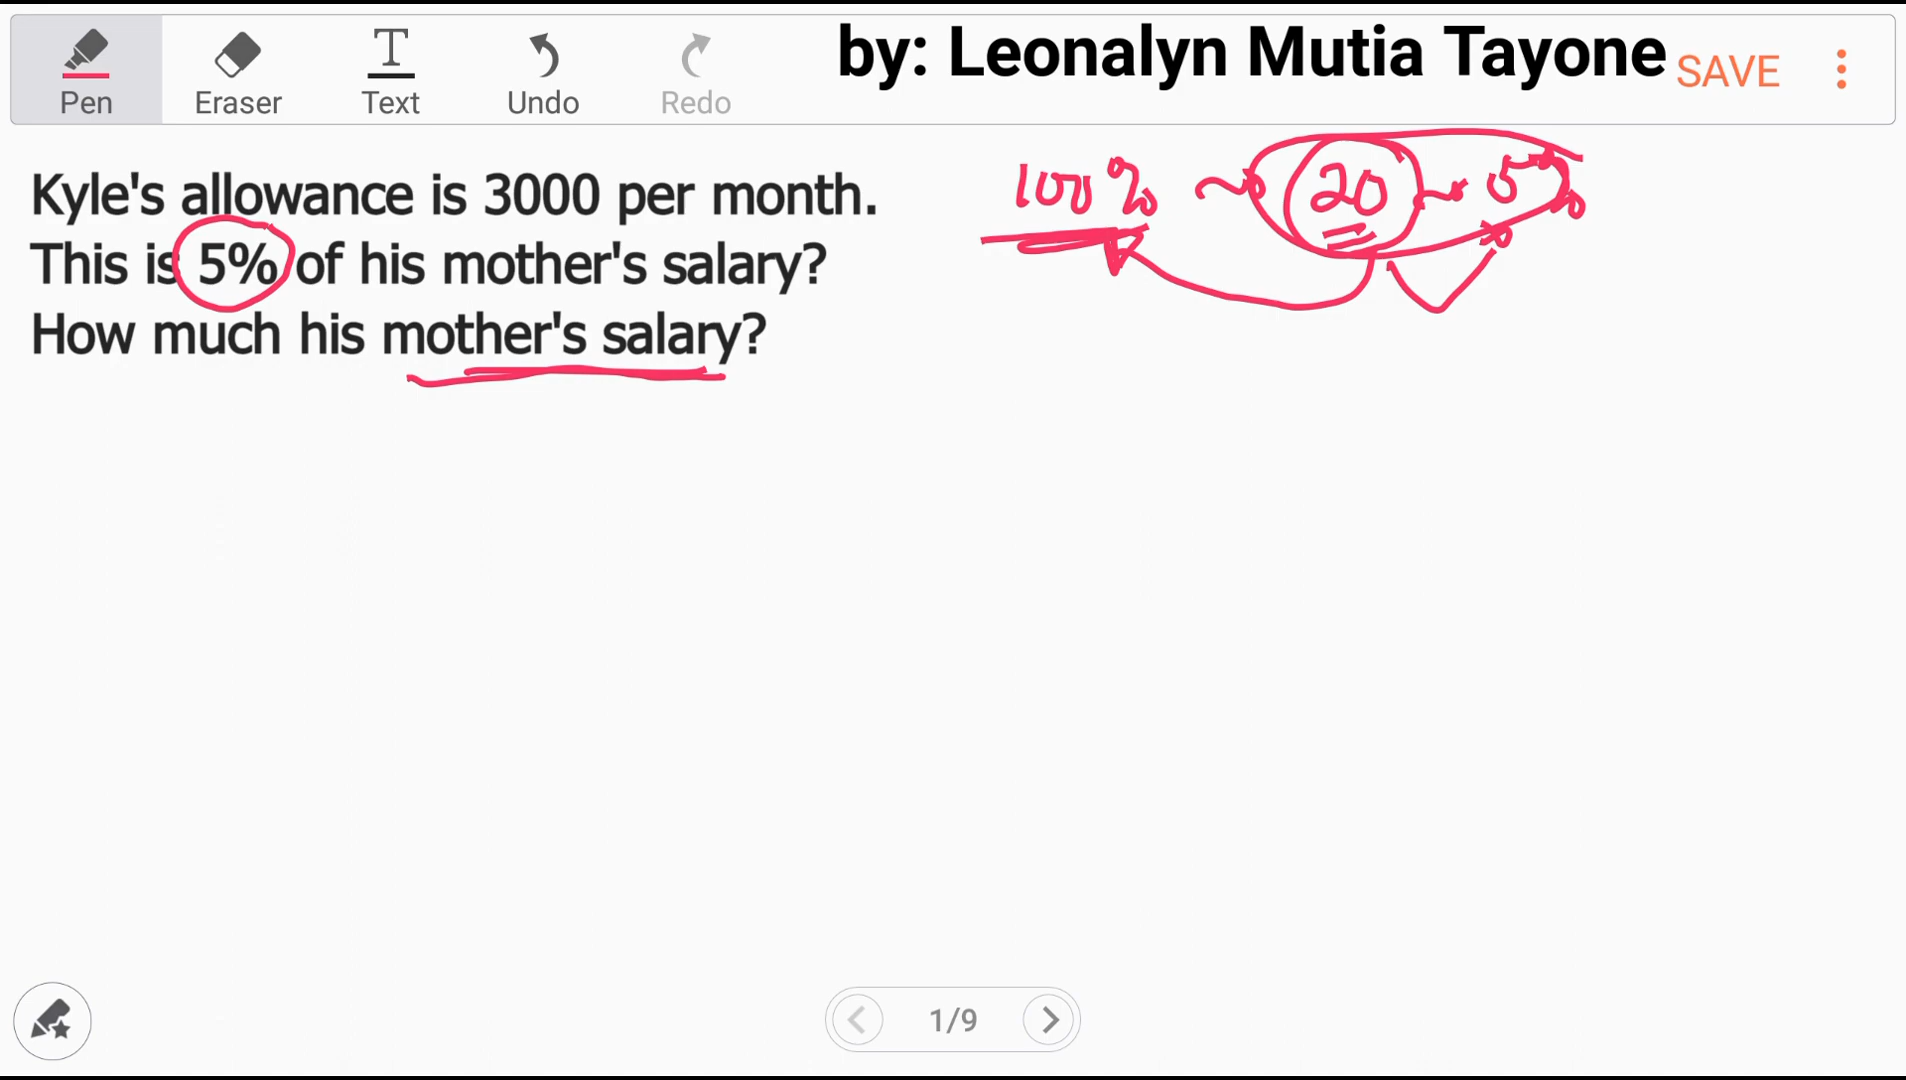 by: Leonalyn Mutia Tayone
SAVE
Pen
Eraser
Text
Undo
Redo
Kyle's allowance is 3000 per month.
This is 5% of his mother's salary?
How much his mother's salary?
100% 20 5%
1/9